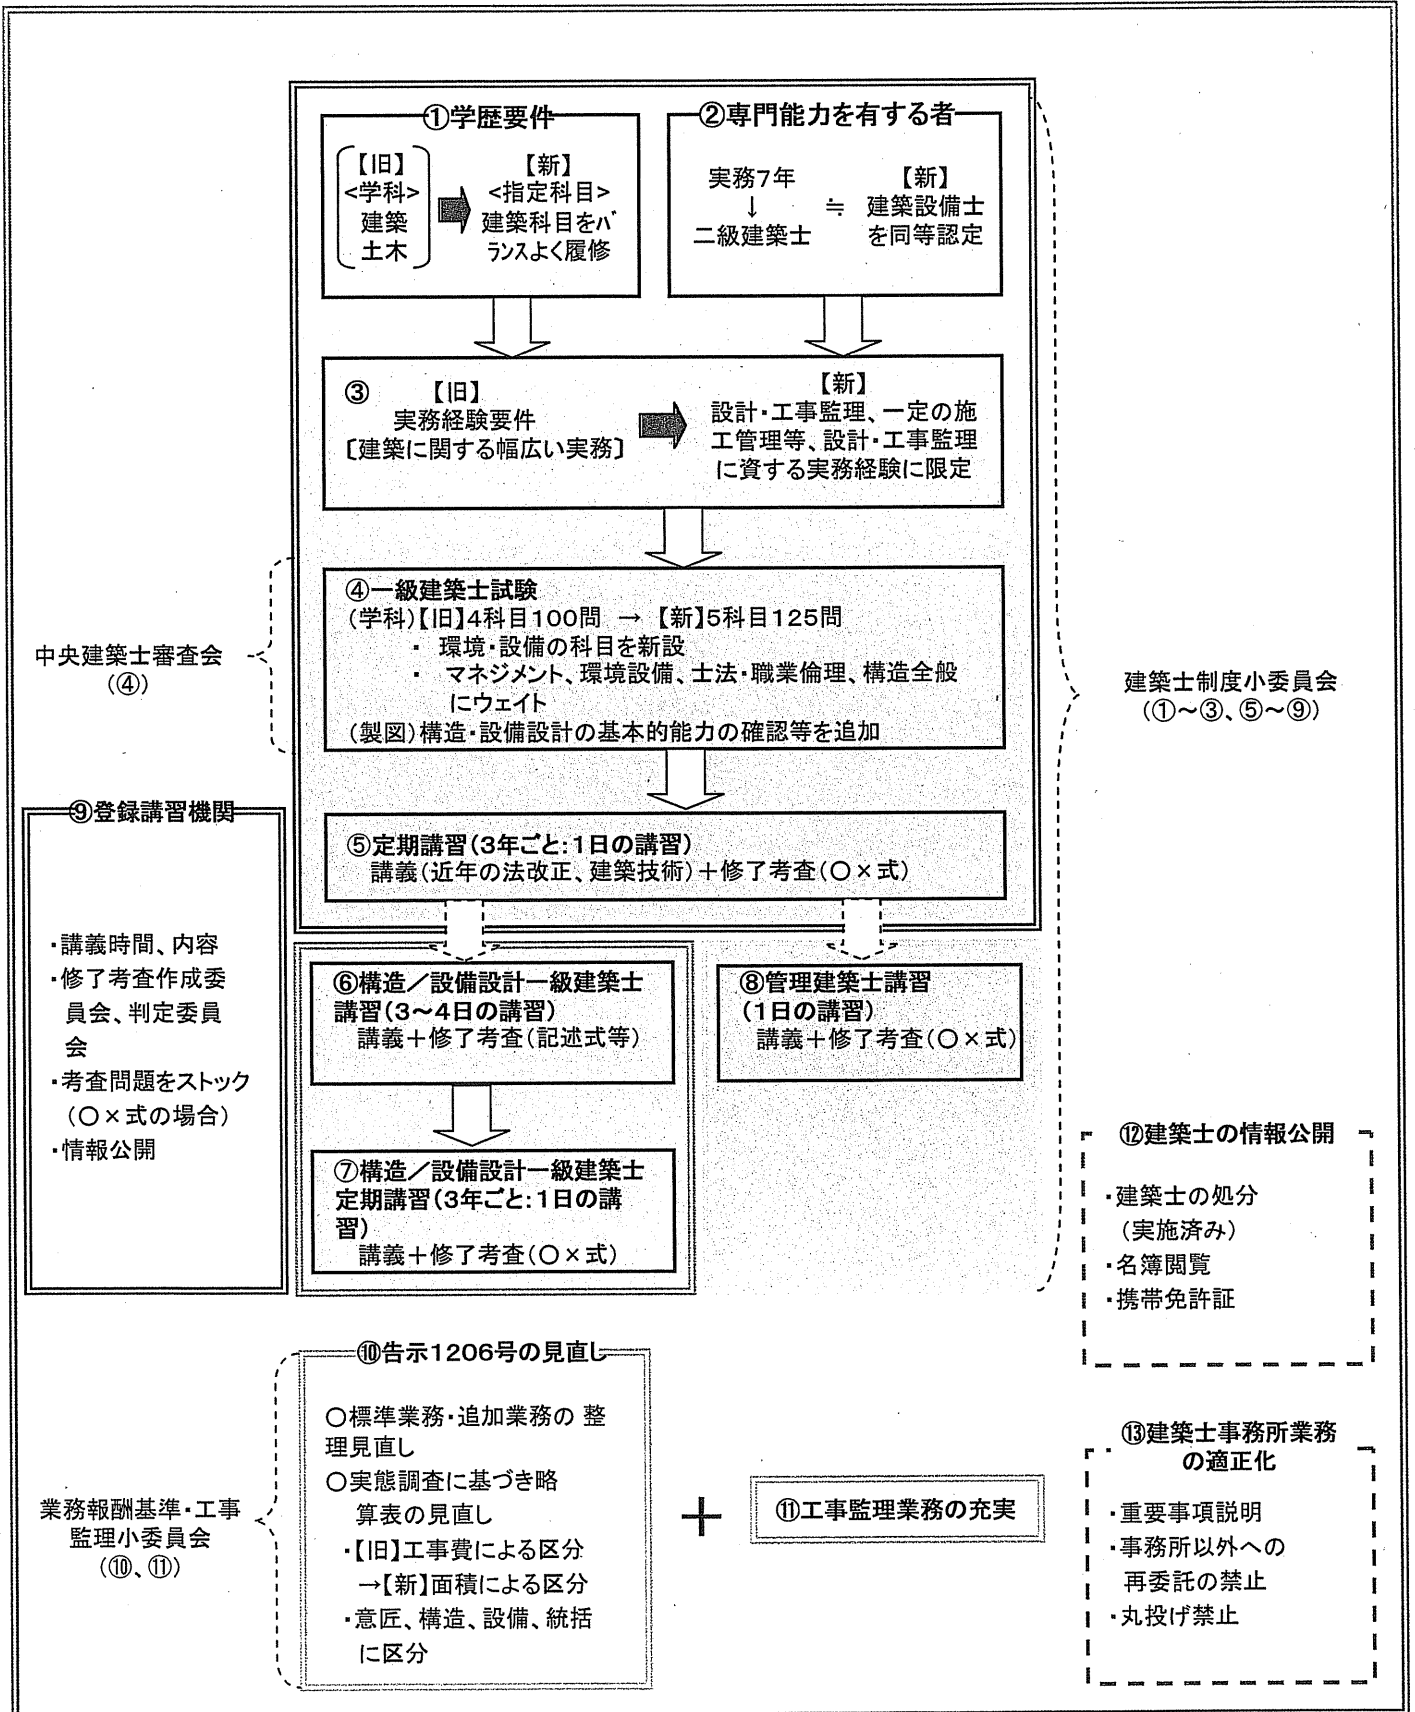 ①学歴要件
【旧】
<学科>
建築
土木
【新】
<指定科目>
建築科目をバ
ランスよく履修
②専門能力を有する者
実務7年
↓
二級建築士
≒
【新】
建築設備士
を同等認定
③
【旧】
実務経験要件
〔建築に関する幅広い実務〕
【新】
設計・工事監理、一定の施
工管理等、設計・工事監理
に資する実務経験に限定
④一級建築士試験
(学科)【旧】4科目100問 → 【新】5科目125問
・ 環境・設備の科目を新設
・ マネジメント、環境設備、士法・職業倫理、構造全般
にウェイト
(製図)構造・設備設計の基本的能力の確認等を追加
中央建築士審査会
(④)
建築士制度小委員会
(①～③、⑤～⑨)
⑤定期講習(3年ごと:1日の講習)
講義(近年の法改正、建築技術)＋修了考査(○×式)
⑨登録講習機関
・講義時間、内容
・修了考査作成委
員会、判定委員
会
・考査問題をストック
(○×式の場合)
・情報公開
⑥構造／設備設計一級建築士
講習(3～4日の講習)
講義＋修了考査(記述式等)
⑧管理建築士講習
(1日の講習)
講義＋修了考査(○×式)
⑦構造／設備設計一級建築士
定期講習(3年ごと:1日の講
習)
講義＋修了考査(○×式)
⑫建築士の情報公開
・建築士の処分
(実施済み)
・名簿閲覧
・携帯免許証
⑩告示1206号の見直し
○標準業務・追加業務の 整
理見直し
○実態調査に基づき略
算表の見直し
・【旧】工事費による区分
→【新】面積による区分
・意匠、構造、設備、統括
に区分
業務報酬基準・工事
監理小委員会
(⑩、⑪)
＋
⑪工事監理業務の充実
⑬建築士事務所業務
の適正化
・重要事項説明
・事務所以外への
再委託の禁止
・丸投げ禁止